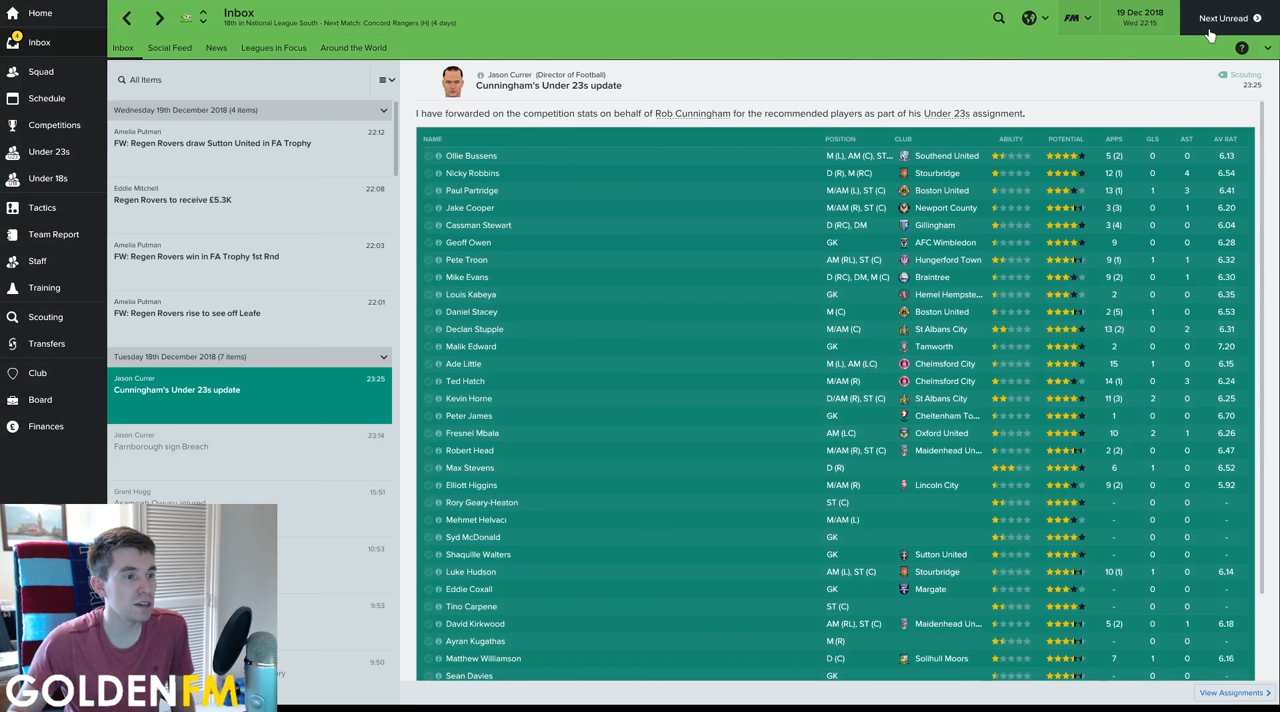 Home
Inbox
4
Squad
Schedule
Competitions
Under 23s
Under 18s
Tactics
Team Report
Staff
Training
Scouting
Transfers
Club
Board
Finances
Inbox
18th in National League South - Next Match: Concord Rangers (H) (4 days)
FM
19 Dec 2018
Wed 22:15
Next Unread
Inbox Social Feed News Leagues in Focus Around the World
?
All Items
Wednesday 19th December 2018 (4 items)
Amelia Putman 22:12
FW: Regen Rovers draw Sutton United in FA Trophy
Eddie Mitchell 22:08
Regen Rovers to receive £5.3K
Amelia Putman 22:03
FW: Regen Rovers win in FA Trophy 1st Rnd
Amelia Putman 22:01
FW: Regen Rovers rise to see off Leafe
Tuesday 18th December 2018 (7 items)
Jason Currer 23:25
Cunningham's Under 23s update
Jason Currer 23:14
Farnborough sign Breach
Grant Hogg 15:51
Asampah Owusu injured
10:53
9:53
9:50
GOLDENFM
Jason Currer (Director of Football)
Cunningham's Under 23s update
Scouting
23:25
I have forwarded on the competition stats on behalf of Rob Cunningham for the recommended players as part of his Under 23s assignment.
NAME POSITION CLUB ABILITY POTENTIAL APPS GLS AST AV RAT
Ollie Bussens M (L), AM (C), ST... Southend United 5 (2) 0 0 6.13
Nicky Robbins D (R), M (RC) Stourbridge 12 (1) 0 4 6.54
Paul Partridge M/AM (L), ST (C) Boston United 13 (1) 1 3 6.41
Jake Cooper M/AM (R), ST (C) Newport County 3 (3) 0 1 6.20
Cassman Stewart D (RC), DM Gillingham 3 (4) 0 0 6.04
Geoff Owen GK AFC Wimbledon 9 0 0 6.28
Pete Troon AM (RL), ST (C) Hungerford Town 9 (1) 1 1 6.32
Mike Evans D (RC), DM, M (C) Braintree 9 (2) 0 1 6.30
Louis Kabeya GK Hemel Hempste... 2 0 0 6.35
Daniel Stacey M (C) Boston United 2 (5) 1 0 6.53
Declan Stupple M/AM (C) St Albans City 13 (2) 0 2 6.31
Malik Edward GK Tamworth 2 0 0 7.20
Ade Little M (L), AM (LC) Chelmsford City 15 1 0 6.15
Ted Hatch M/AM (R) Chelmsford City 14 (1) 0 3 6.24
Kevin Horne D/AM (R), ST (C) St Albans City 11 (3) 2 0 6.25
Peter James GK Cheltenham To... 1 0 0 6.70
Fresnel Mbala AM (LC) Oxford United 10 2 1 6.26
Robert Head M/AM (R), ST (C) Maidenhead Un... 2 (2) 0 0 6.47
Max Stevens D (R) 6 1 0 6.52
Elliott Higgins M/AM (R) Lincoln City 9 (2) 0 0 5.92
Rory Geary-Heaton ST (C) - 0 0 -
Mehmet Helvacı M/AM (L) - 0 0 -
Syd McDonald GK - 0 0 -
Shaquille Walters GK Sutton United - 0 0 -
Luke Hudson AM (L), ST (C) Stourbridge 10 (1) 1 0 6.14
Eddie Coxall GK Margate - 0 0 -
Tino Carpene ST (C) - 0 0 -
David Kirkwood AM (RL), ST (C) Maidenhead Un... 5 (2) 0 1 6.18
Ayran Kugathas M (R) - 0 0 -
Matthew Williamson D (C) Solihull Moors 7 1 0 6.16
Sean Davies GK - 0 0 -
View Assignments